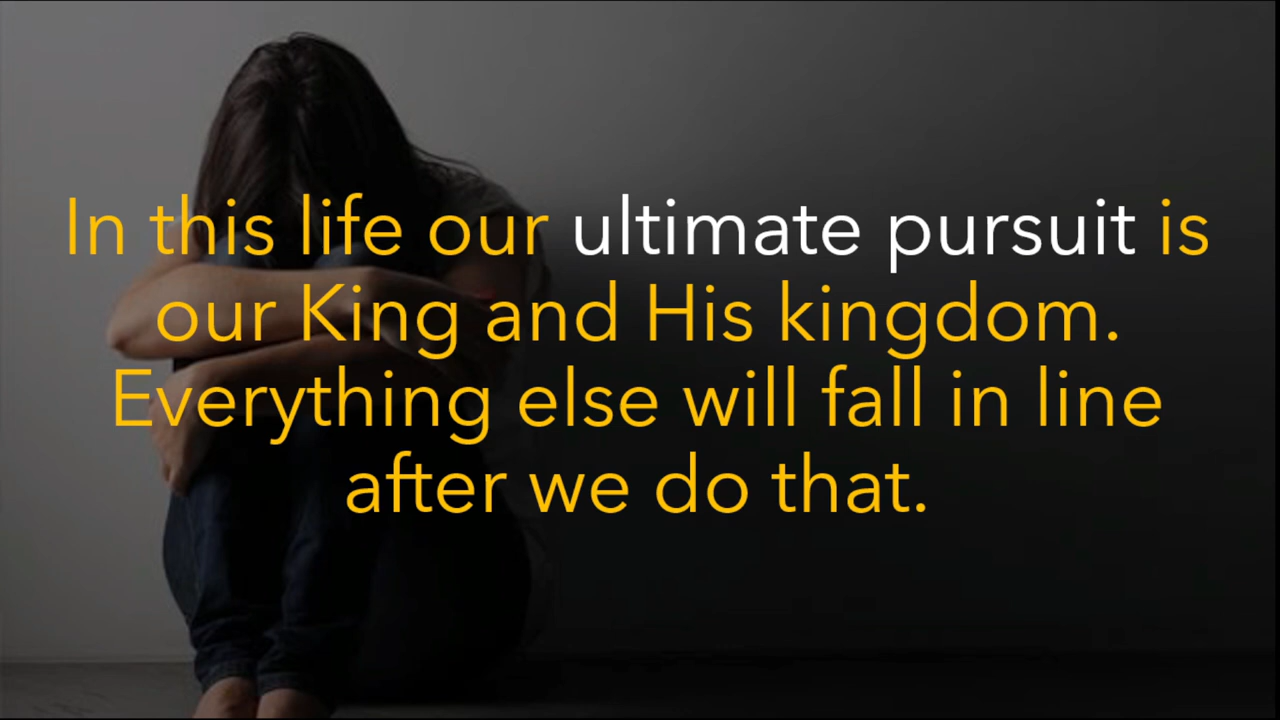 In this life our ultimate pursuit is
our King and His kingdom.
Everything else will fall in line
after we do that.